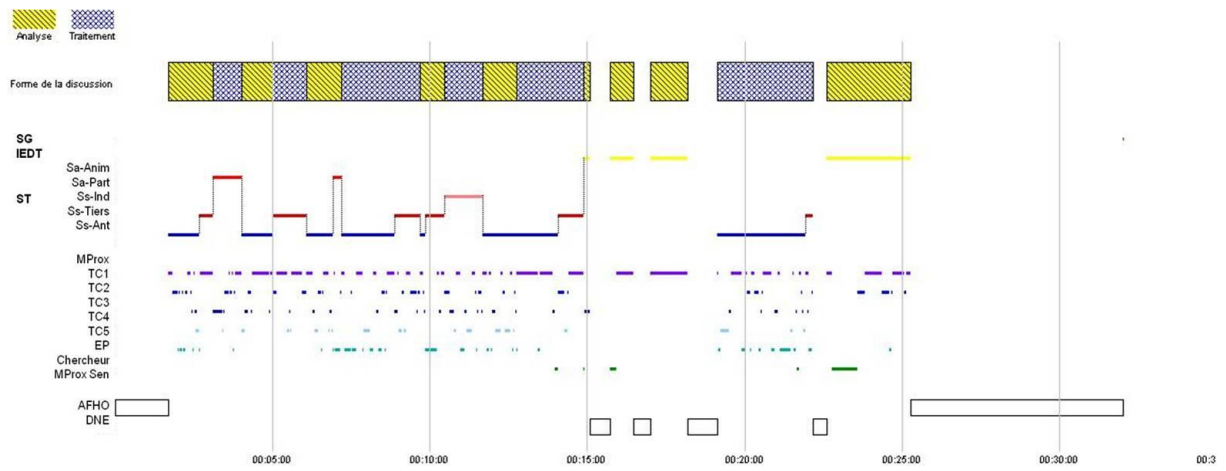 Analyse Traitement
Forme de la discussion
SG
IEDT
Sa-Anim
Sa-Part
ST
Ss-Ind
Ss-Tiers
Ss-Ant
MProx
TC1
TC2
TC3
TC4
TC5
EP
Chercheur
MProx Sen
AFHO
DNE
00:05:00 00:10:00 00:15:00 00:20:00 00:25:00 00:30:00 00:3